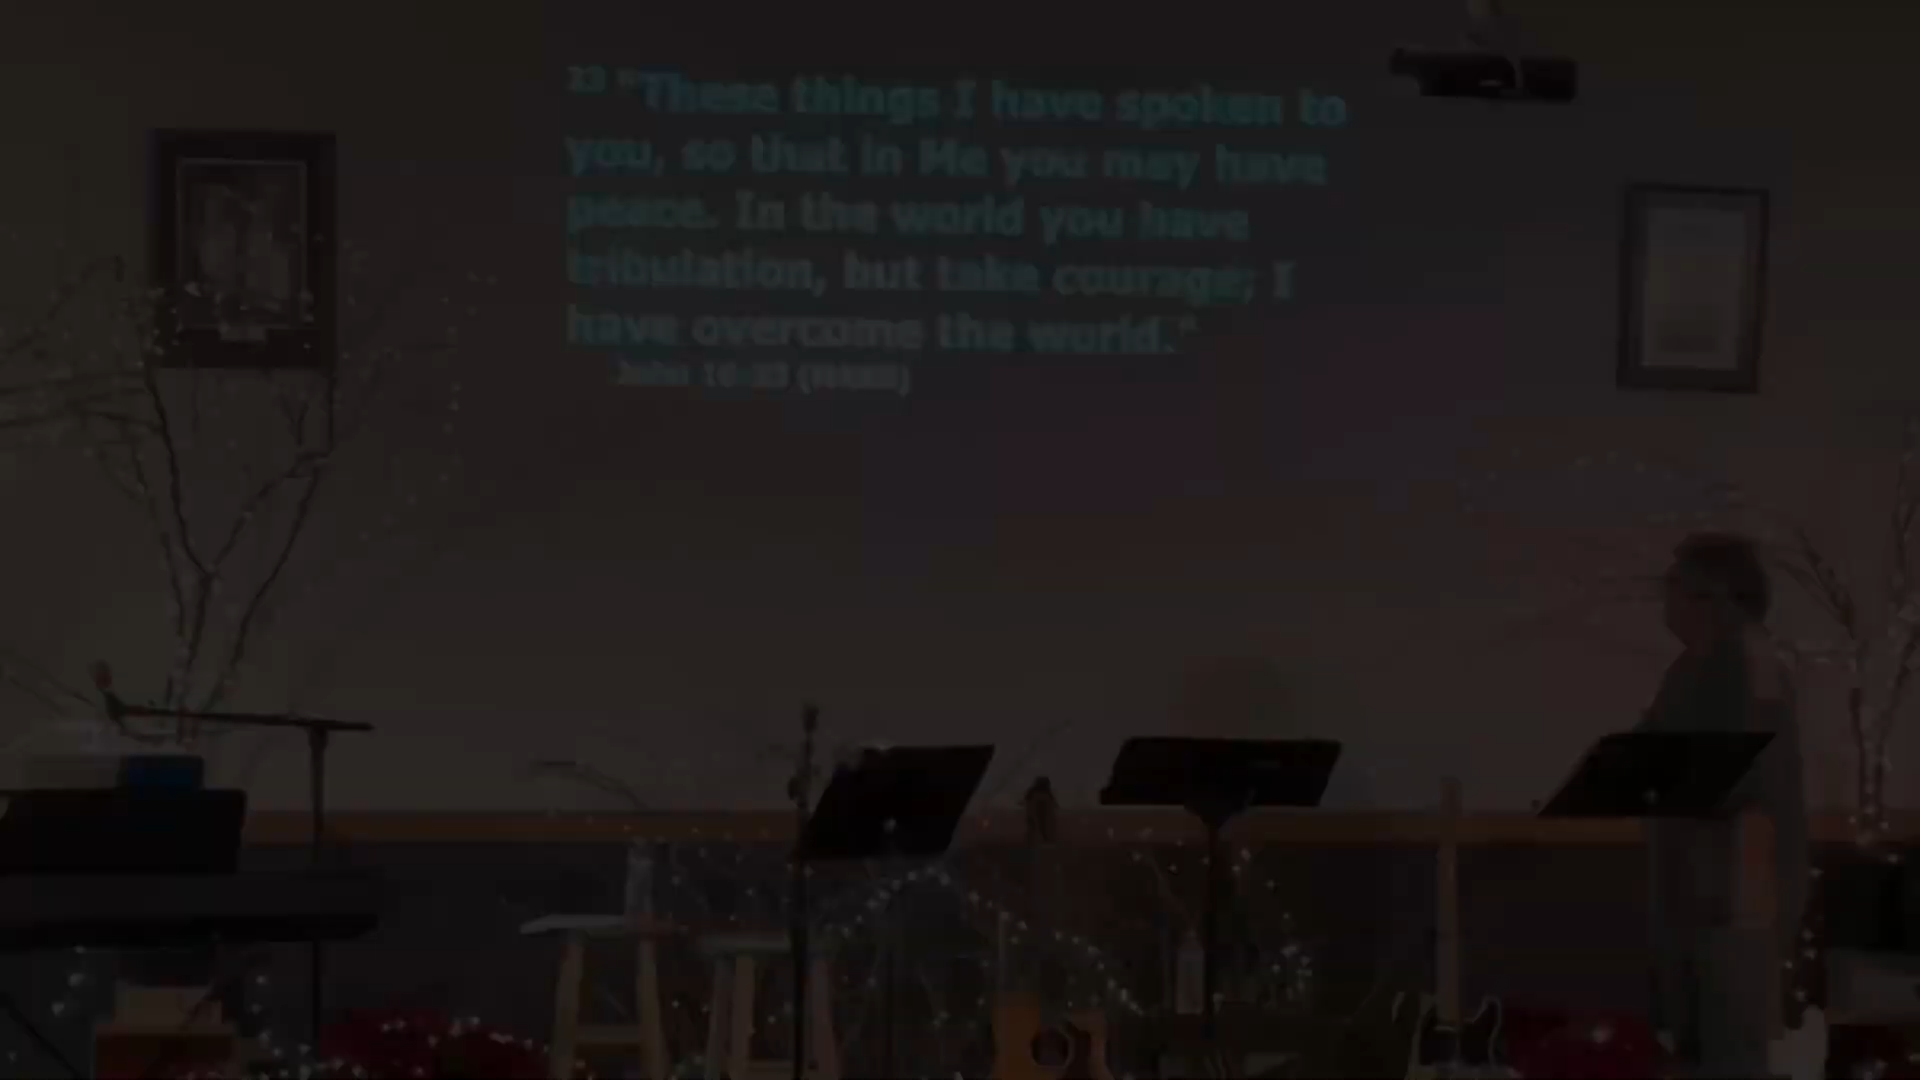 33 "These things I have spoken to
you, so that in Me you may have
peace. In the world you have
tribulation, but take courage; I
have overcome the world."
John 16:33 (NASB)